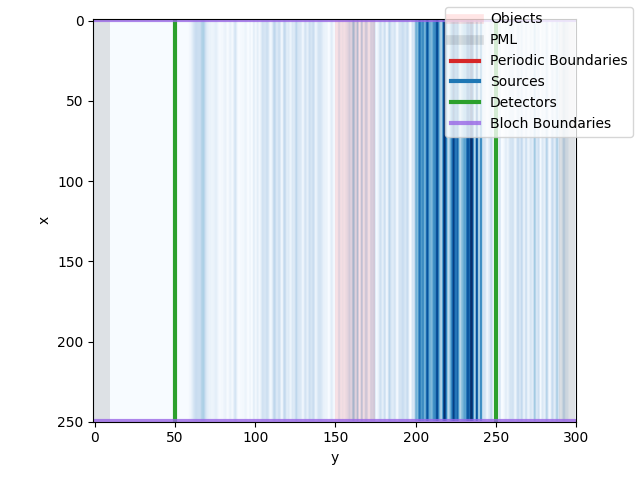 Objects
PML
Periodic Boundaries
Sources
Detectors
Bloch Boundaries
0
50
100
150
200
250
x
0
50
100
150
200
250
300
y